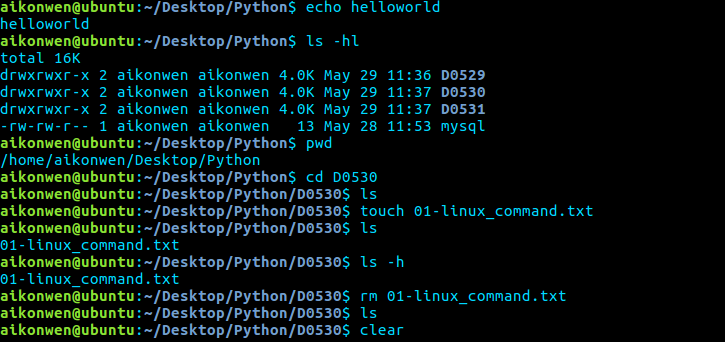 aikonwen@ubuntu:~/Desktop/Python$ echo helloworld
helloworld
aikonwen@ubuntu:~/Desktop/Python$ ls -hl
total 16K
drwxrwxr-x 2 aikonwen aikonwen 4.0K May 29 11:36 D0529
drwxrwxr-x 2 aikonwen aikonwen 4.0K May 29 11:37 D0530
drwxrwxr-x 2 aikonwen aikonwen 4.0K May 29 11:37 D0531
-rw-rw-r-- 1 aikonwen aikonwen   13 May 28 11:53 mysql
aikonwen@ubuntu:~/Desktop/Python$ pwd
/home/aikonwen/Desktop/Python
aikonwen@ubuntu:~/Desktop/Python$ cd D0530
aikonwen@ubuntu:~/Desktop/Python/D0530$ ls
aikonwen@ubuntu:~/Desktop/Python/D0530$ touch 01-linux_command.txt
aikonwen@ubuntu:~/Desktop/Python/D0530$ ls
01-linux_command.txt
aikonwen@ubuntu:~/Desktop/Python/D0530$ ls -h
01-linux_command.txt
aikonwen@ubuntu:~/Desktop/Python/D0530$ rm 01-linux_command.txt
aikonwen@ubuntu:~/Desktop/Python/D0530$ ls
aikonwen@ubuntu:~/Desktop/Python/D0530$ clear